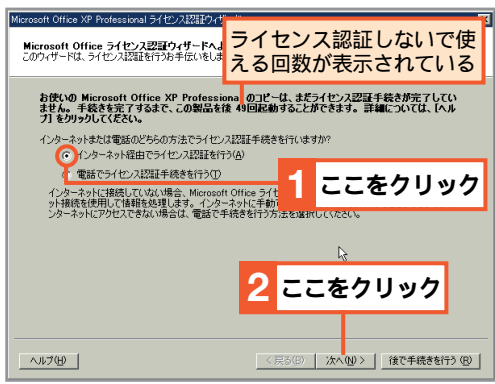 Microsoft Office XP Professional ライセンス認証ウィザ
ライセンス認証しないで使
える回数が表示されている
Microsoft Office ライセンス認証ウィザードへよ
このウィザードは、ライセンス認証を行うお手伝いをしま
お使いの Microsoft Office XP Professional のコピーは、まだライセンス認証手続きが完了してい
ません。手続きを完了するまで、この製品を後 49回起動することができます。詳細については、[ヘル
プ] をクリックしてください。
インターネットまたは電話のどちらの方法でライセンス認証手続きを行いますか?
インターネット経由でライセンス認証を行う(A)
電話でライセンス認証手続きを行う(T)
1 ここをクリック
インターネットに接続していない場合、Microsoft Office ライセ
ット接続を使用して情報を処理します。インターネットに手動で
ンターネットにアクセスできない場合は、電話で手続きを行う方法を選択してください。
2 ここをクリック
ヘルプ(H)
< 戻る(B)
次へ(N) >
後で手続きを行う (R)